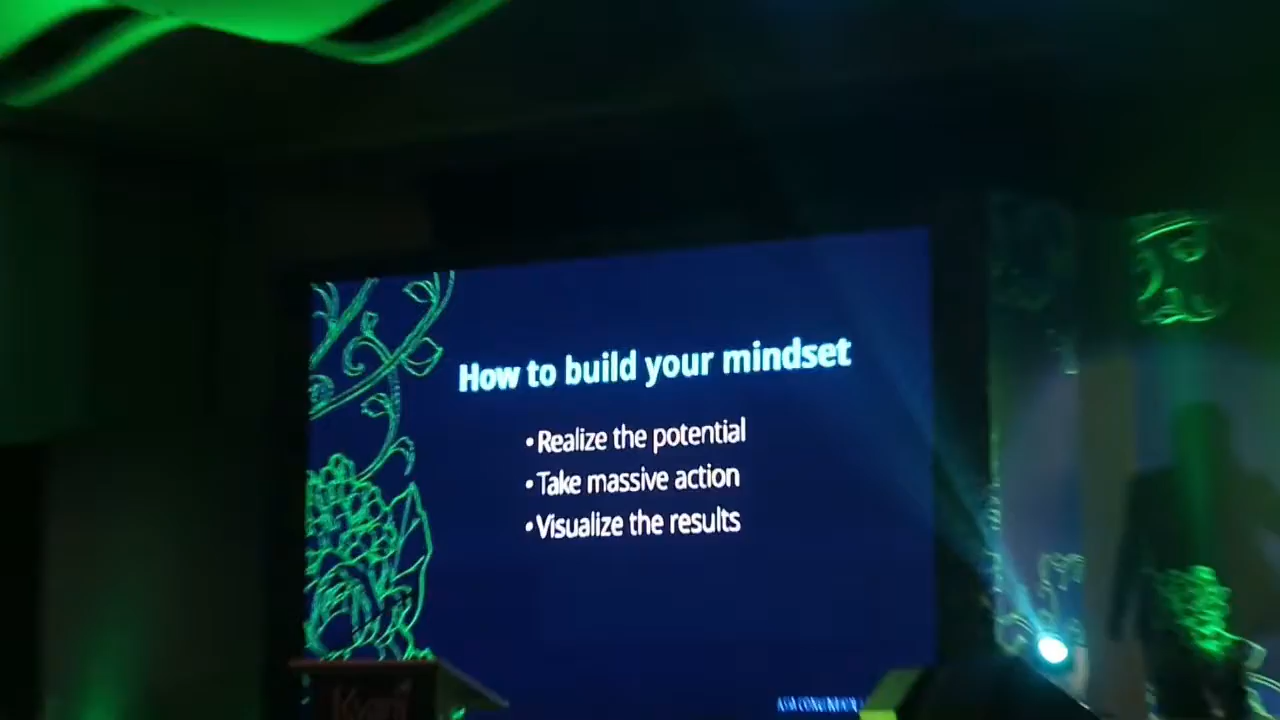 How to build your mindset
• Realize the potential
• Take massive action
• Visualize the results